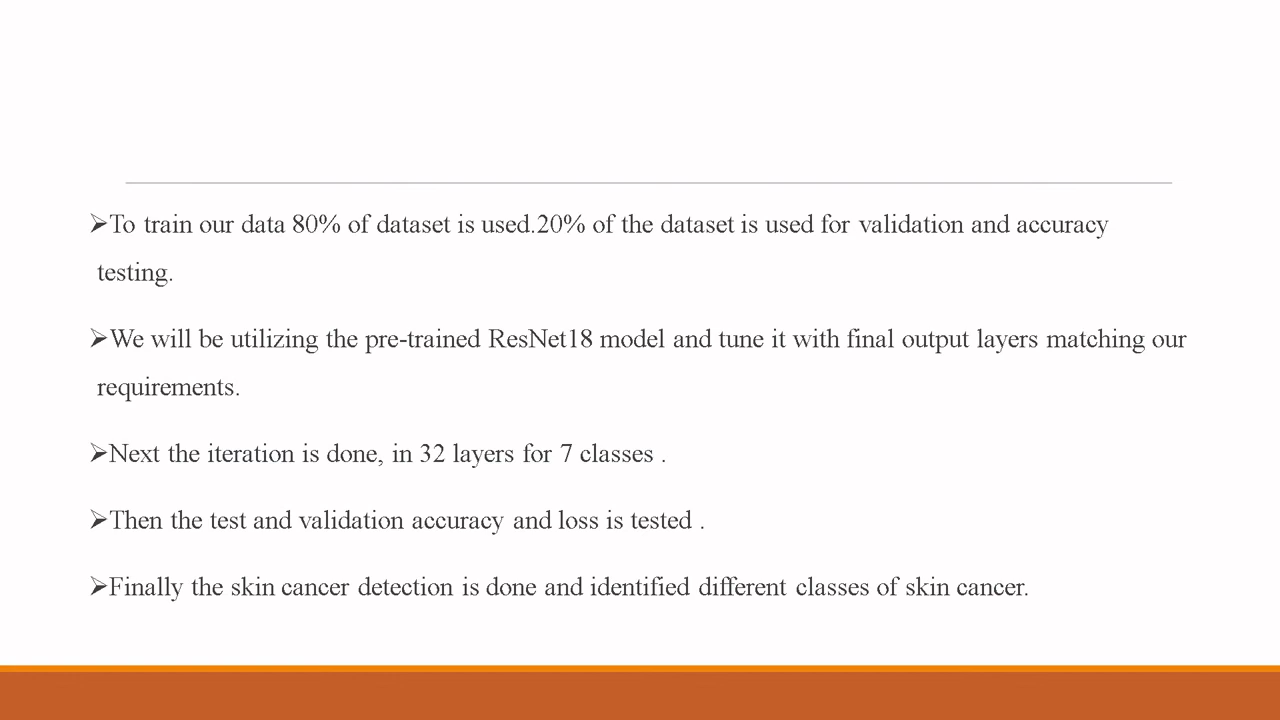 ➢To train our data 80% of dataset is used.20% of the dataset is used for validation and accuracy
testing.
➢We will be utilizing the pre-trained ResNet18 model and tune it with final output layers matching our
requirements.
➢Next the iteration is done, in 32 layers for 7 classes .
➢Then the test and validation accuracy and loss is tested .
➢Finally the skin cancer detection is done and identified different classes of skin cancer.